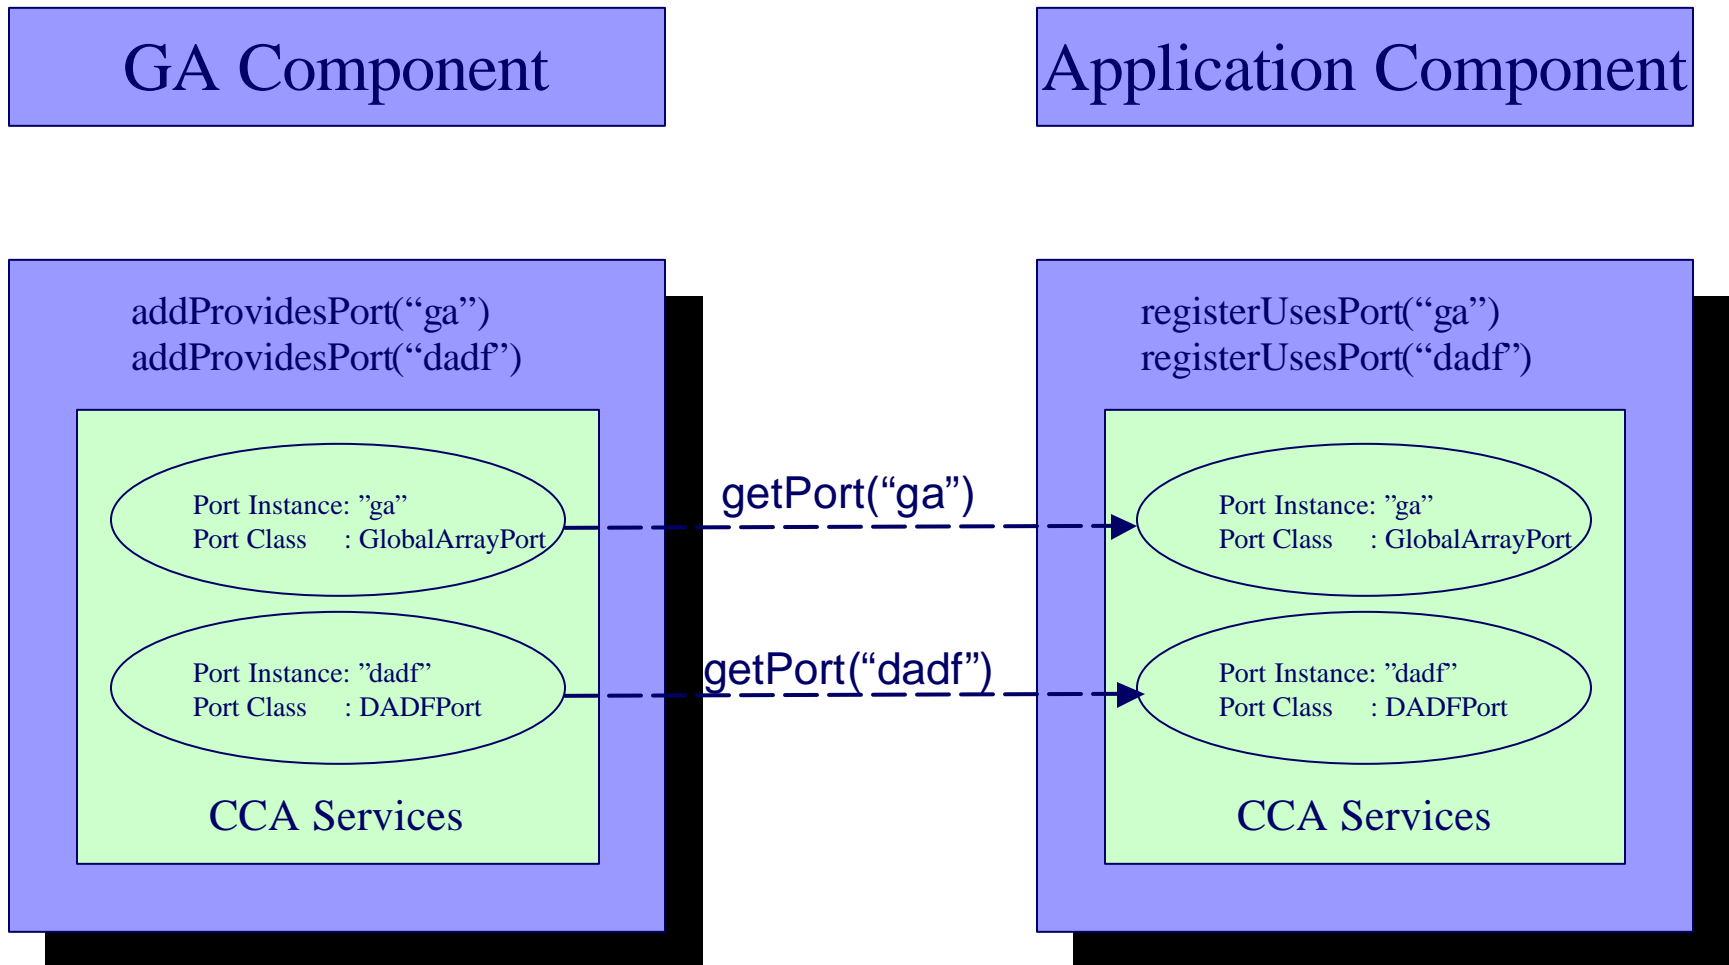 GA Component
Application Component
addProvidesPort(“ga”)
addProvidesPort(“dadf”)
Port Instance: ”ga”
Port Class : GlobalArrayPort
Port Instance: ”dadf”
Port Class : DADFPort
CCA Services
getPort(“ga”)
getPort(“dadf”)
registerUsesPort(“ga”)
registerUsesPort(“dadf”)
Port Instance: ”ga”
Port Class : GlobalArrayPort
Port Instance: ”dadf”
Port Class : DADFPort
CCA Services